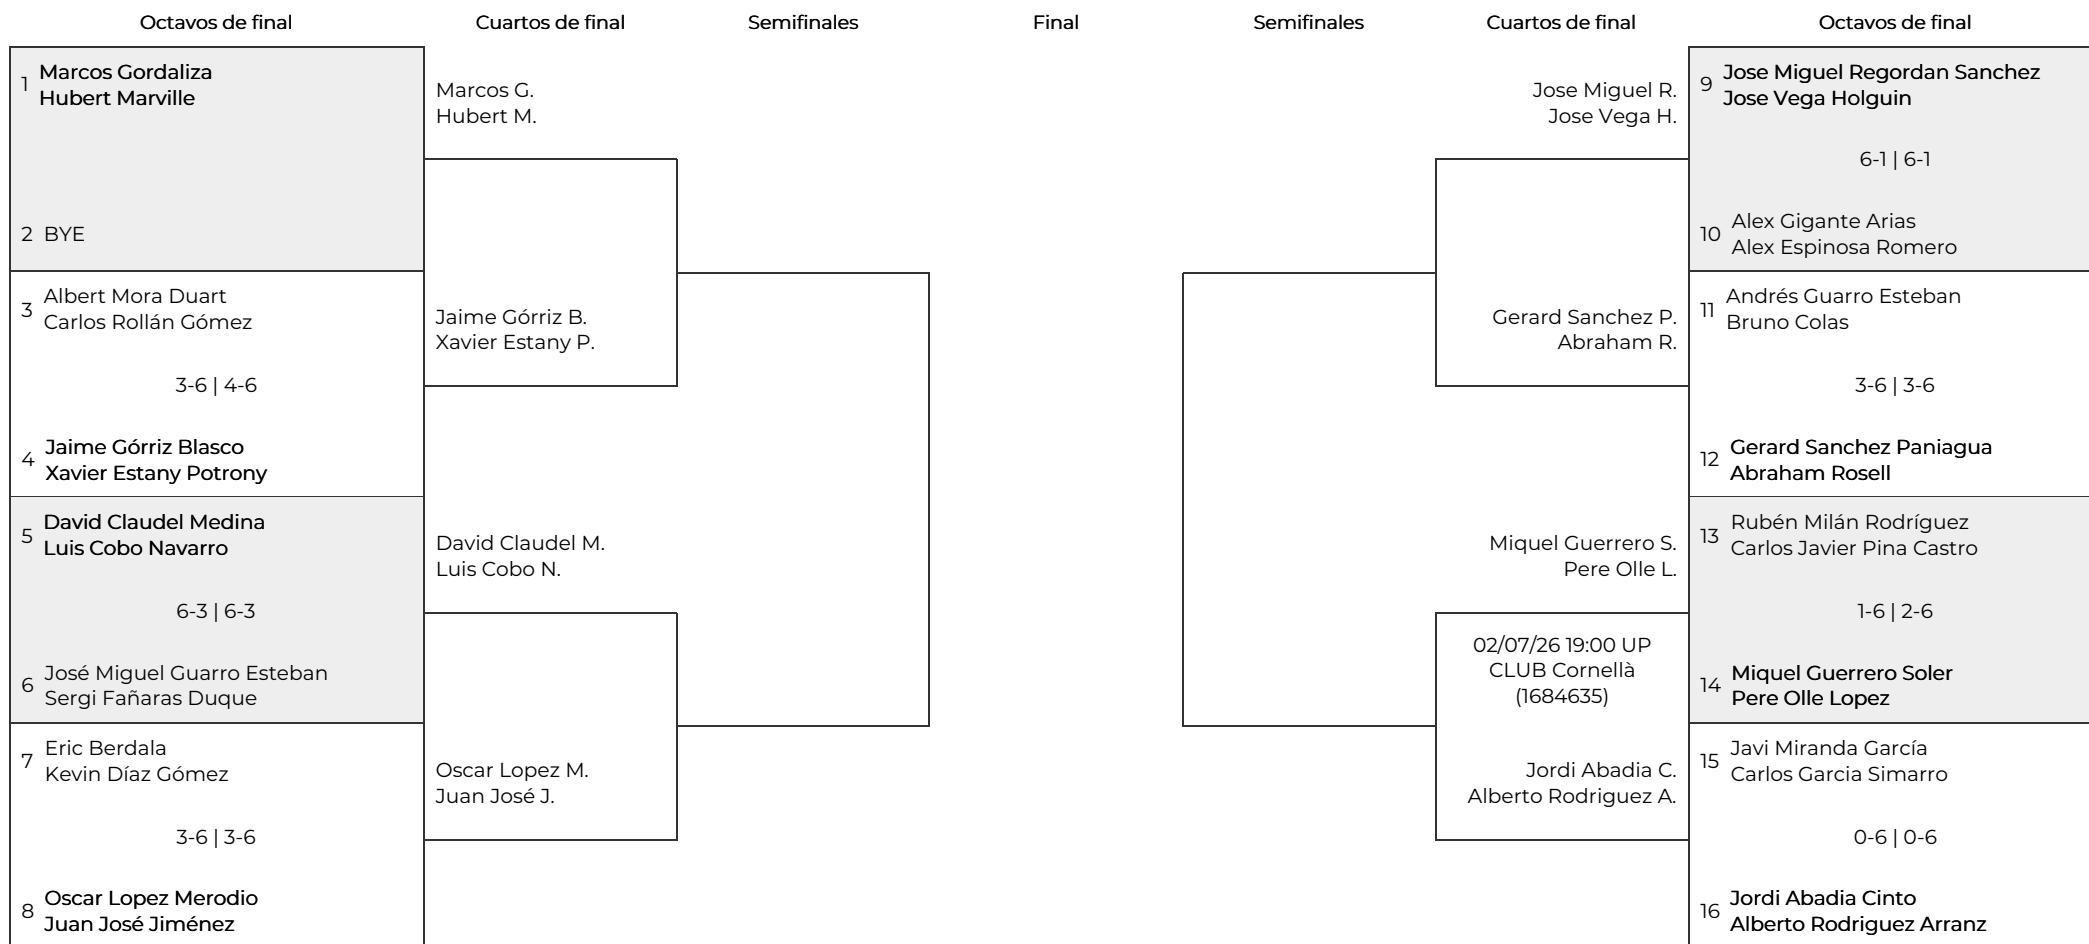 Octavos de final
Cuartos de final
Semifinales
Final
Semifinales
Cuartos de final
Octavos de final
1
Marcos Gordaliza
Hubert Marville
2 BYE
3
Albert Mora Duart
Carlos Rollán Gómez
3-6 | 4-6
4
Jaime Górriz Blasco
Xavier Estany Potrony
5
David Claudel Medina
Luis Cobo Navarro
6-3 | 6-3
6
José Miguel Guarro Esteban
Sergi Fañaras Duque
7
Eric Berdala
Kevin Díaz Gómez
3-6 | 3-6
8
Oscar Lopez Merodio
Juan José Jiménez
Marcos G.
Hubert M.
Jaime Górriz B.
Xavier Estany P.
David Claudel M.
Luis Cobo N.
Oscar Lopez M.
Juan José J.
Jose Miguel R.
Jose Vega H.
Gerard Sanchez P.
Abraham R.
Miquel Guerrero S.
Pere Olle L.
02/07/26 19:00 UP
CLUB Cornellà
(1684635)
Jordi Abadia C.
Alberto Rodriguez A.
9
Jose Miguel Regordan Sanchez
Jose Vega Holguin
6-1 | 6-1
10
Alex Gigante Arias
Alex Espinosa Romero
11
Andrés Guarro Esteban
Bruno Colas
3-6 | 3-6
12
Gerard Sanchez Paniagua
Abraham Rosell
13
Rubén Milán Rodríguez
Carlos Javier Pina Castro
1-6 | 2-6
14
Miquel Guerrero Soler
Pere Olle Lopez
15
Javi Miranda García
Carlos Garcia Simarro
0-6 | 0-6
16
Jordi Abadia Cinto
Alberto Rodriguez Arranz